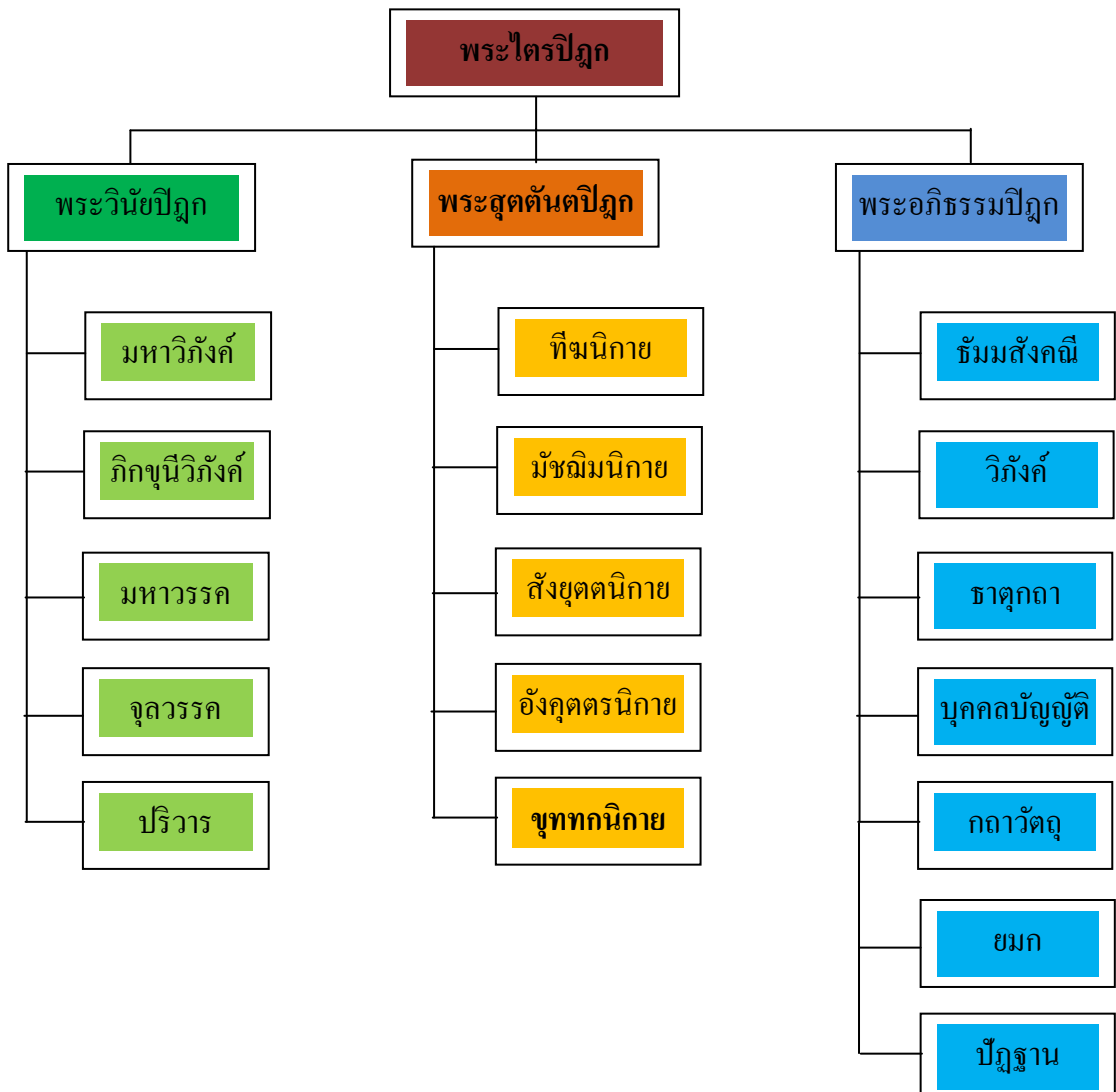 พระไตรปิฎก
พระวินัยปิฎก
พระสุตตันตปิฎก
พระอภิธรรมปิฎก
มหาวิภังค์
ภิกขุนีวิภังค์
มหาวรรค
จุลวรรค
ปริวาร
ทีฆนิกาย
มัชฌิมนิกาย
สังยุตตนิกาย
อังคุตตรนิกาย
ขุททกนิกาย
ธัมมสังคณี
วิภังค์
ธาตุกถา
บุคคลบัญญัติ
กถาวัตถุ
ยมก
ปัฏฐาน